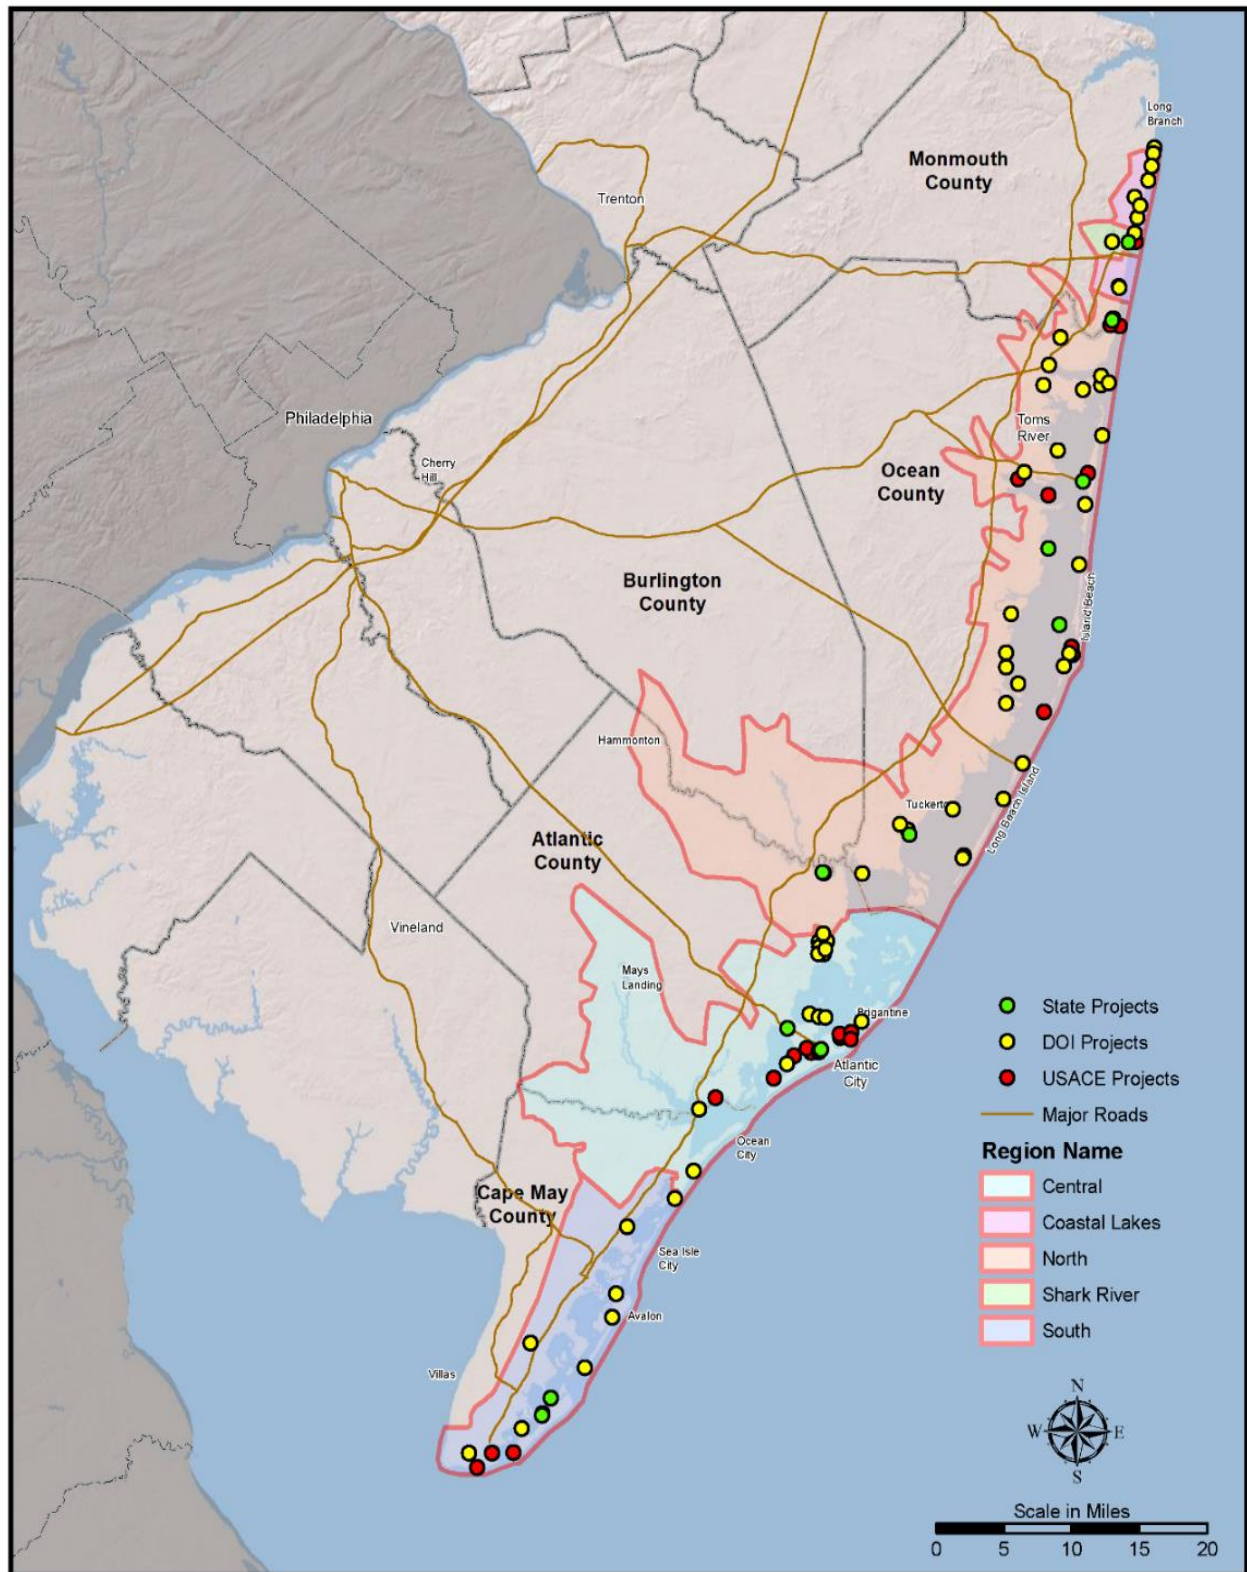 Long
Branch
Monmouth
County
Trenton
Philadelphia
Cherry
Hill
Toms
River
Ocean
County
Burlington
County
Island Beach
Hammonton
Long Beach Island
Atlantic
County
Vineland
Mays
Landing
Brigantine
Atlantic
City
Ocean
City
Cape May
County
Sea Isle
City
Avalon
Villas
State Projects
DOI Projects
USACE Projects
Major Roads
Region Name
Central
Coastal Lakes
North
Shark River
South
N
W E
S
Scale in Miles
0 5 10 15 20